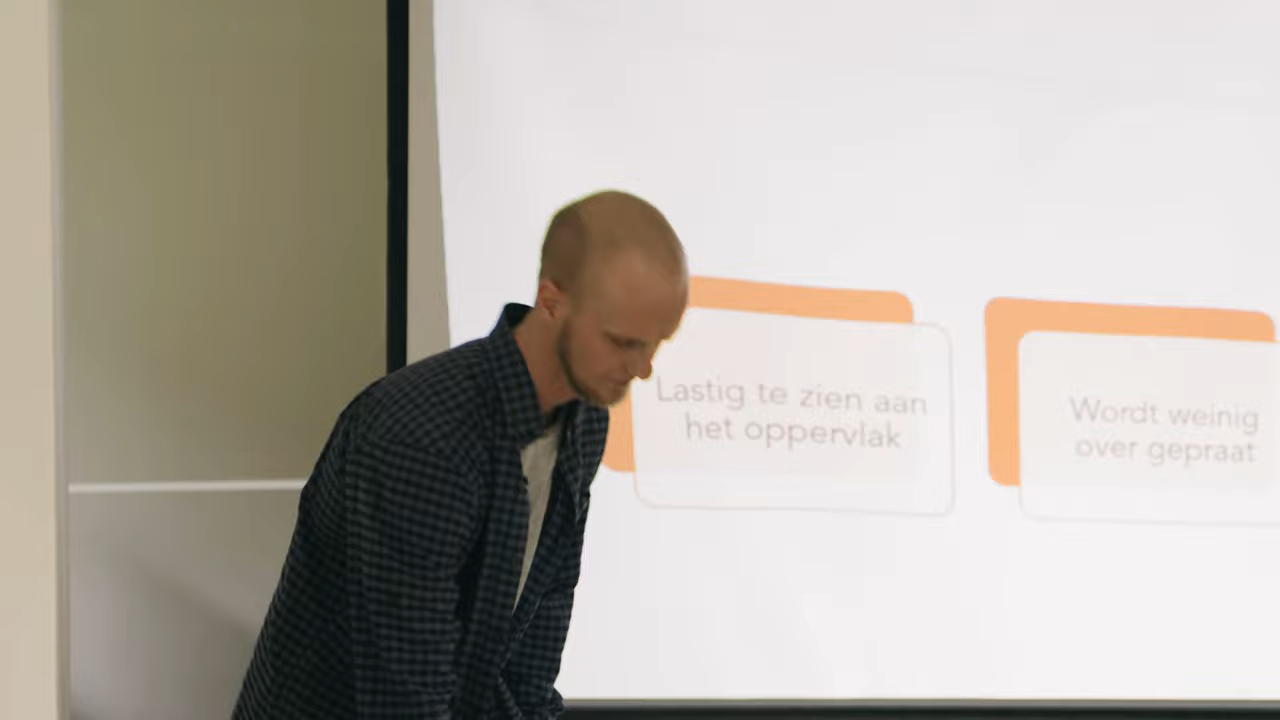 Lastig te zien aan
het oppervlak
Wordt weinig
over gepraat